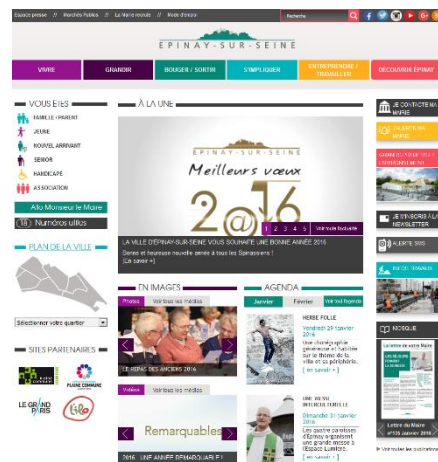 Espace presse // Marchés Publics // La Mairie recrute // Mode d'emploi
Recherche
EPINAY-SUR-SEINE
VIVRE
GRANDIR
BOUGER / SORTIR
S'IMPLIQUER
ENTREPRENDRE / TRAVAILLER
DÉCOUVRIR ÉPINAY
VOUS ÊTES
FAMILLE / PARENT
JEUNE
NOUVEL ARRIVANT
SENIOR
HANDICAPÉ
ASSOCIATION
Allo Monsieur le Maire
Numéros utiles
PLAN DE LA VILLE
Sélectionner votre quartier
SITES PARTENAIRES
PLAINE COMMUNE
LE GRAND PARIS
lilo
À LA UNE
EPINAY-SUR-SEINE
Meilleurs vœux
2@16
1 2 3 4 5 Voir toute l'actualité
LA VILLE D'ÉPINAY-SUR-SEINE VOUS SOUHAITE UNE BONNE ANNÉE 2016
Bonne et heureuse nouvelle année à tous les Spinassiens !
[En savoir +]
EN IMAGES
Photos
Voir tous les médias
LE REPAS DES ANCIENS 2016
Vidéos
Voir tous les médias
Remarquables
2016 : UNE ANNÉE REMARQUABLE !
AGENDA
Janvier
Février
Voir tout l'agenda
HERBE FOLLE
Vendredi 29 janvier
2016
Une chorégraphie
généreuse et habitée
sur le thème de la
ville et sa périphérie.
[ en savoir + ]
UNE MESSE
INTERCULTURELLE
Dimanche 31 janvier
2016
Les quatre paroisses
d'Épinay organisent
une grande messe à
l'Espace Lumière.
[ en savoir + ]
JE CONTACTE MA
MAIRIE
J'ALERTE MA
MAIRIE
JE M'INSCRIS À LA
NEWSLETTER
ALERTE SMS
INFOS TRAVAUX
KIOSQUE
La lettre de votre Maire
Lettre du Maire
n°135 janvier 2016
Voir toutes les publications